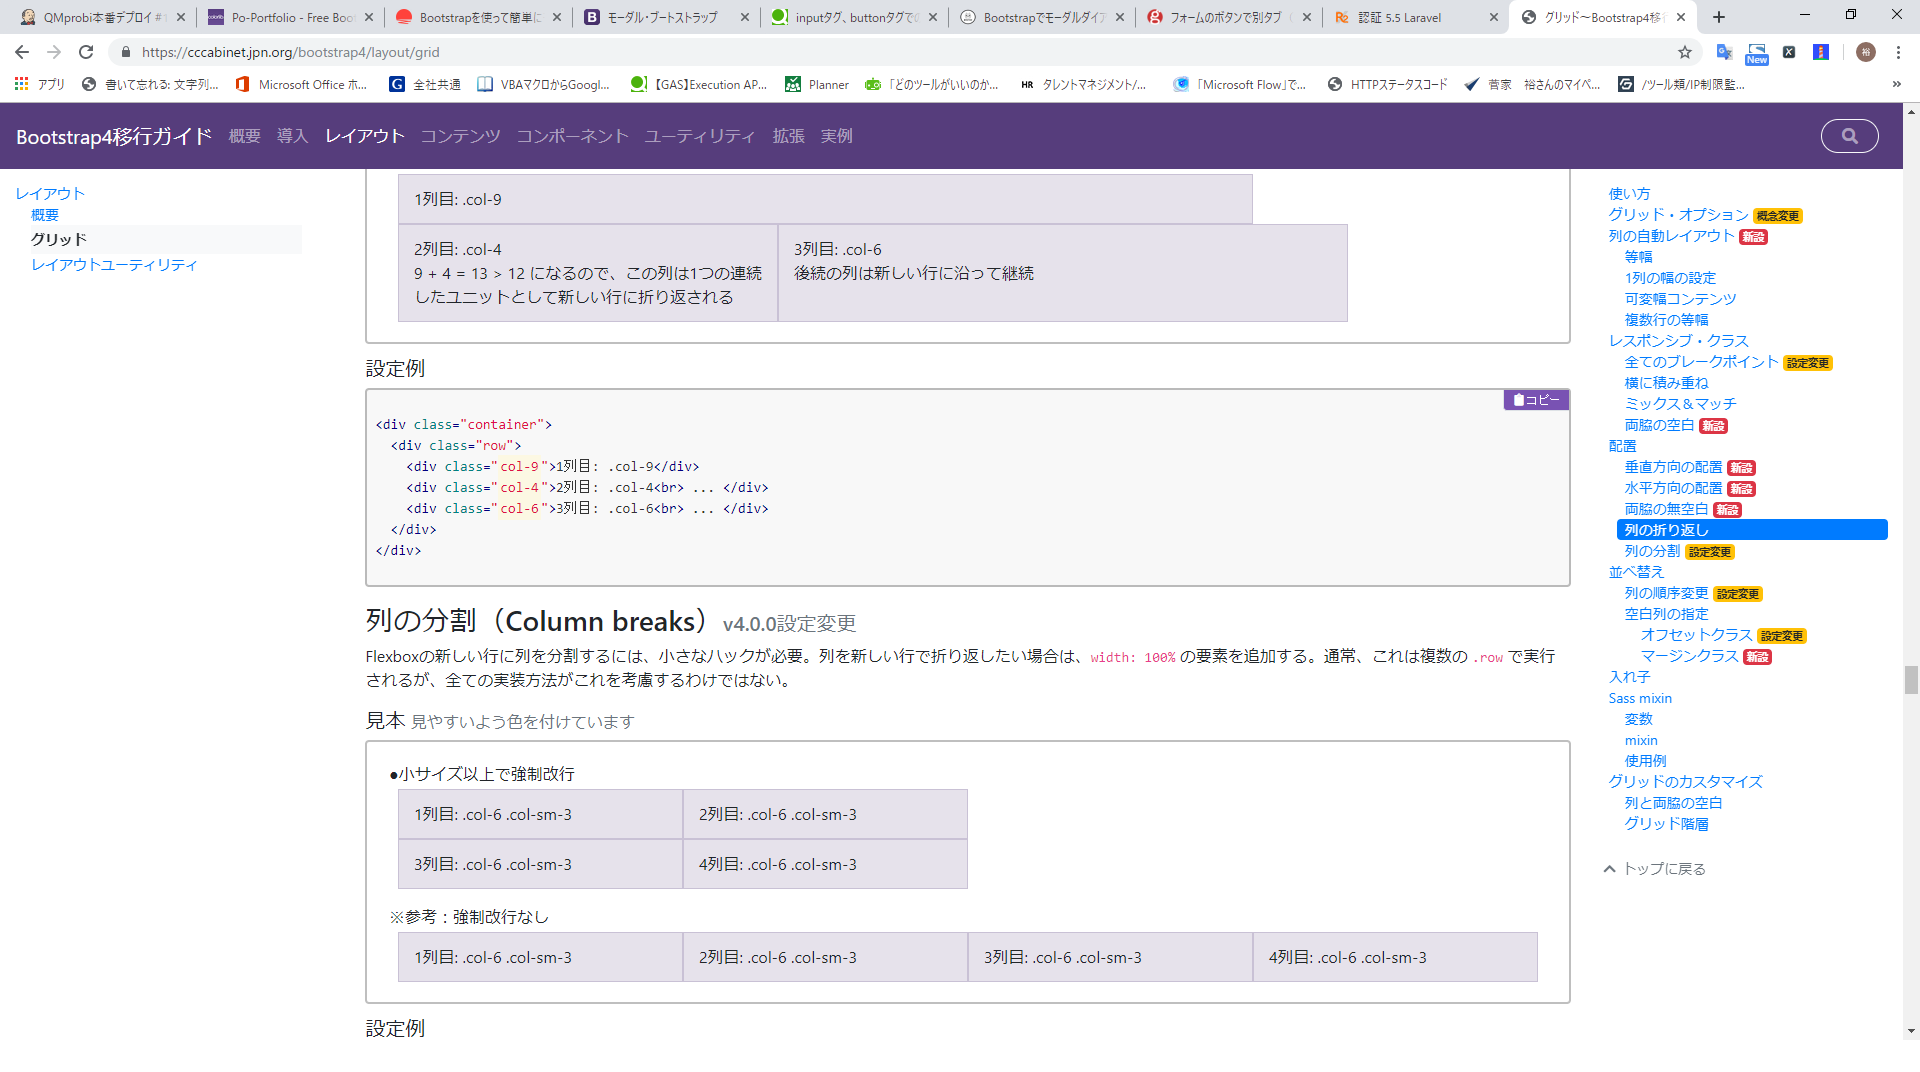 QMprobi本番デプロイ #1
Po-Portfolio - Free Boo
Bootstrapを使って簡単に
モーダル・ブートストラップ
inputタグ、buttonタグでの
Bootstrapでモーダルダイア
フォームのボタンで別タブ（
認証 5.5 Laravel
グリッド～Bootstrap4移行
https://cccabinet.jpn.org/bootstrap4/layout/grid
New
裕
アプリ
書いて忘れる: 文字列...
Microsoft Office ホ...
全社共通
VBAマクロからGoogl...
【GAS】Execution AP...
Planner
「どのツールがいいのか...
HR タレントマネジメント/...
「Microsoft Flow」で...
HTTPステータスコード
菅家　裕さんのマイペ...
/ツール類/IP制限監...
»
Bootstrap4移行ガイド
概要
導入
レイアウト
コンテンツ
コンポーネント
ユーティリティ
拡張
実例
レイアウト
概要
グリッド
レイアウトユーティリティ
1列目: .col-9
2列目: .col-4
9 + 4 = 13 > 12 になるので、この列は1つの連続
したユニットとして新しい行に折り返される
3列目: .col-6
後続の列は新しい行に沿って継続
設定例
コピー
<div class="container">
<div class="row">
<div class="col-9">1列目: .col-9</div>
<div class="col-4">2列目: .col-4<br> ... </div>
<div class="col-6">3列目: .col-6<br> ... </div>
</div>
</div>
列の分割（Column breaks）v4.0.0設定変更
Flexboxの新しい行に列を分割するには、小さなハックが必要。列を新しい行で折り返したい場合は、width: 100% の要素を追加する。通常、これは複数の .row で実行
されるが、全ての実装方法がこれを考慮するわけではない。
見本 見やすいよう色を付けています
●小サイズ以上で強制改行
1列目: .col-6 .col-sm-3
2列目: .col-6 .col-sm-3
3列目: .col-6 .col-sm-3
4列目: .col-6 .col-sm-3
※参考：強制改行なし
1列目: .col-6 .col-sm-3
2列目: .col-6 .col-sm-3
3列目: .col-6 .col-sm-3
4列目: .col-6 .col-sm-3
設定例
使い方
グリッド・オプション 概念変更
列の自動レイアウト 新設
等幅
1列の幅の設定
可変幅コンテンツ
複数行の等幅
レスポンシブ・クラス
全てのブレークポイント 設定変更
横に積み重ね
ミックス＆マッチ
両脇の空白 新設
配置
垂直方向の配置 新設
水平方向の配置 新設
両脇の無空白 新設
列の折り返し
列の分割 設定変更
並べ替え
列の順序変更 設定変更
空白列の指定
オフセットクラス 設定変更
マージンクラス 新設
入れ子
Sass mixin
変数
mixin
使用例
グリッドのカスタマイズ
列と両脇の空白
グリッド階層
トップに戻る